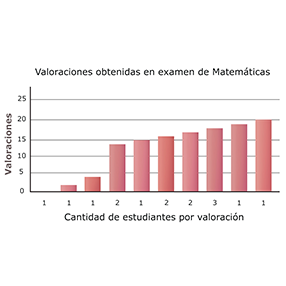 Valoraciones obtenidas en examen de Matemáticas
Valoraciones
25
20
15
10
5
0
1 1 1 2 1 2 2 3 1 1
Cantidad de estudiantes por valoración